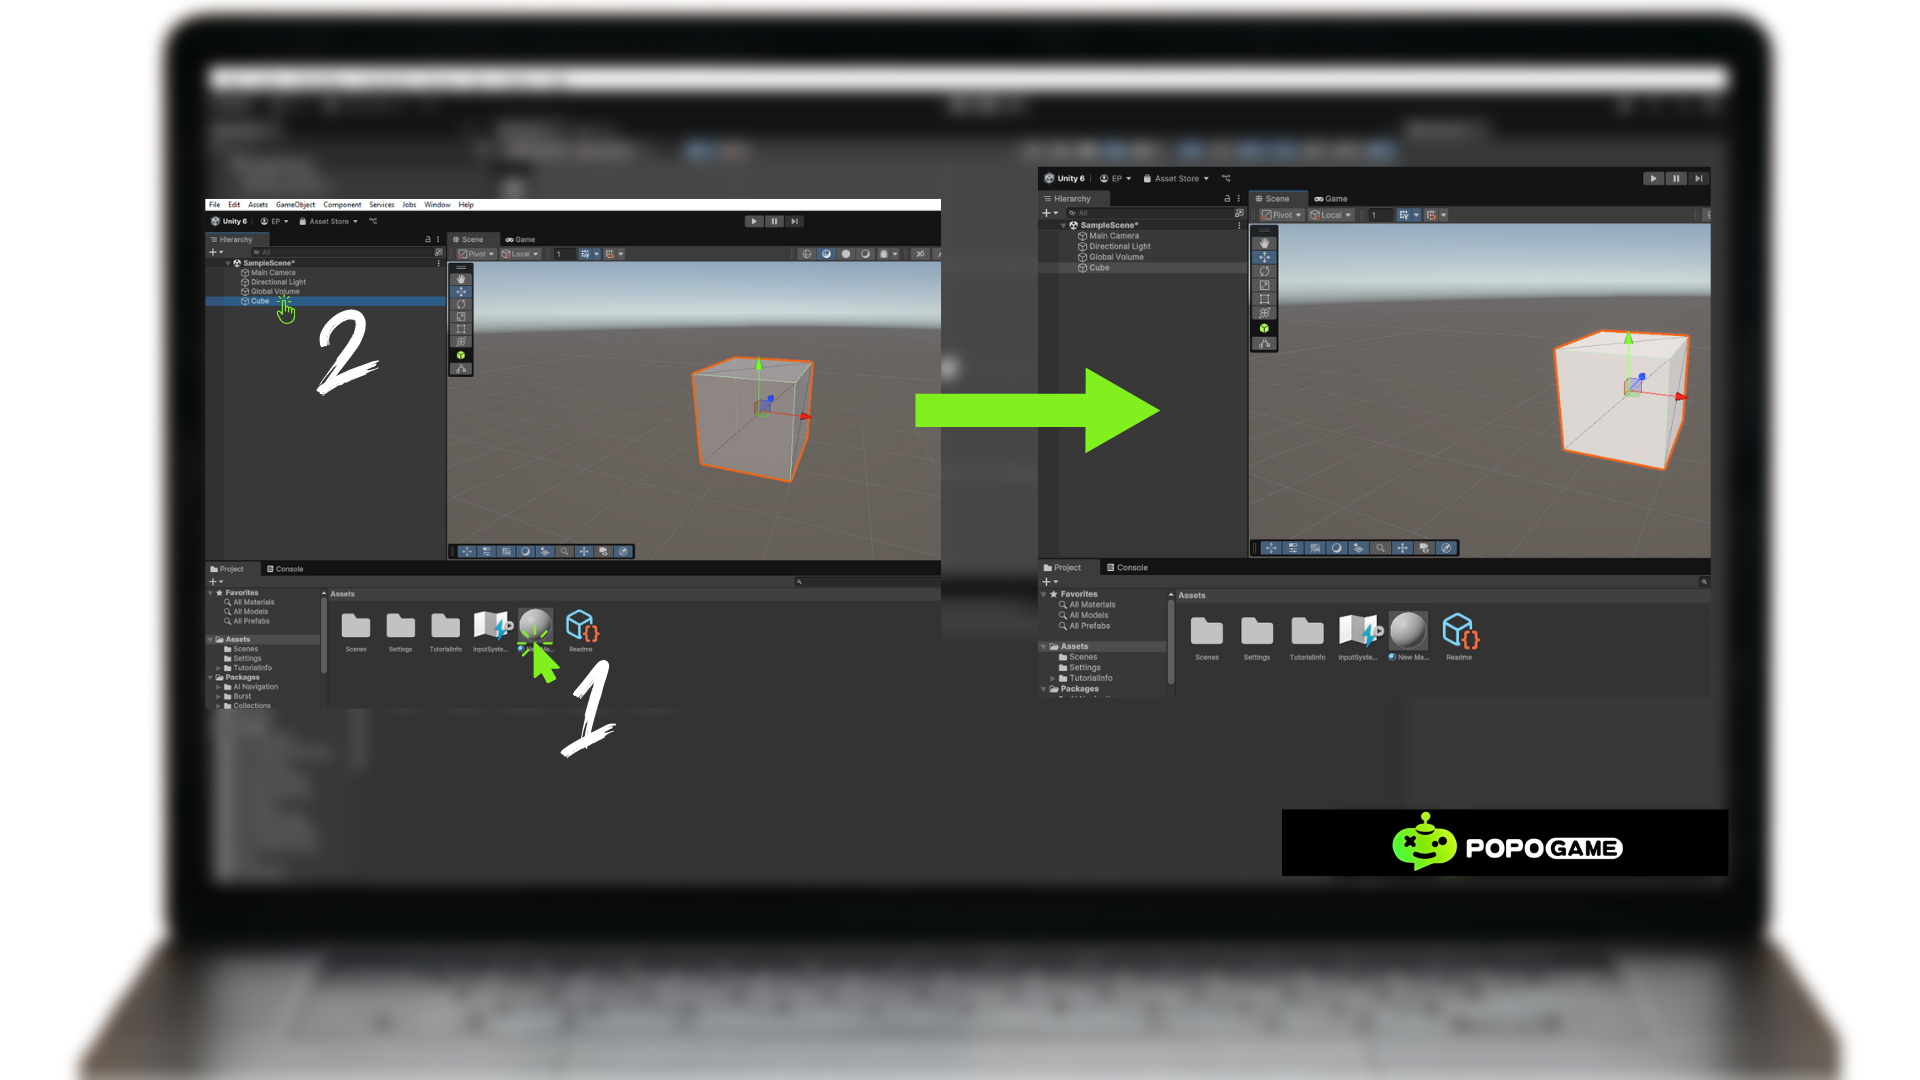 File Edit Assets GameObject Component Services Jobs Window Help
Unity 6 EP Asset Store
Hierarchy
All
Scene Game
Pivot Local 1
SampleScene*
Main Camera
Directional Light
Global Volume
Cube
2
Project Console
Favorites
All Materials
All Models
All Prefabs
Assets
Scenes
Settings
TutorialInfo
Packages
AI Navigation
Burst
Collections
Assets
Scenes Settings TutorialInfo InputSyste... Readme
1
Unity 6 EP Asset Store
Hierarchy
All
Scene Game
Pivot Local 1
SampleScene*
Main Camera
Directional Light
Global Volume
Cube
Project Console
Favorites
All Materials
All Models
All Prefabs
Assets
Scenes
Settings
TutorialInfo
Packages
Assets
Scenes Settings TutorialInfo InputSyste... New Ma... Readme
POPOGAME